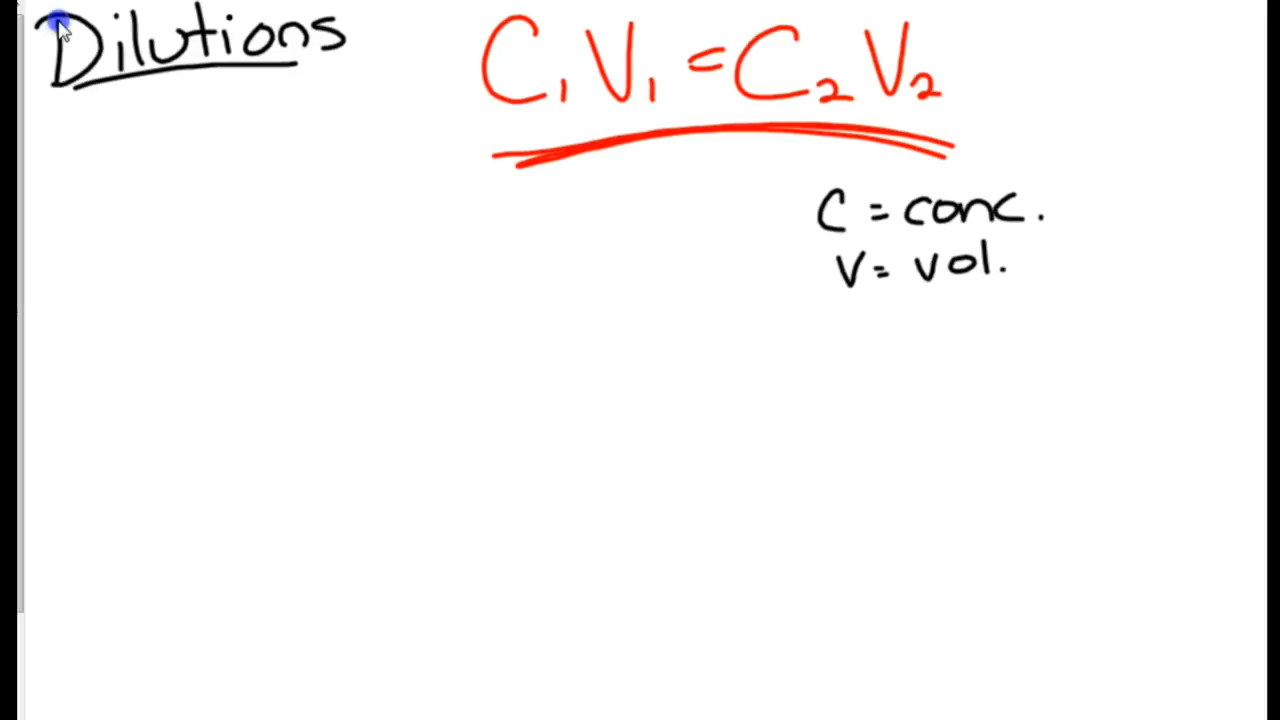 Dilutions
C₁V₁=C₂V₂
C = conc.
V = vol.